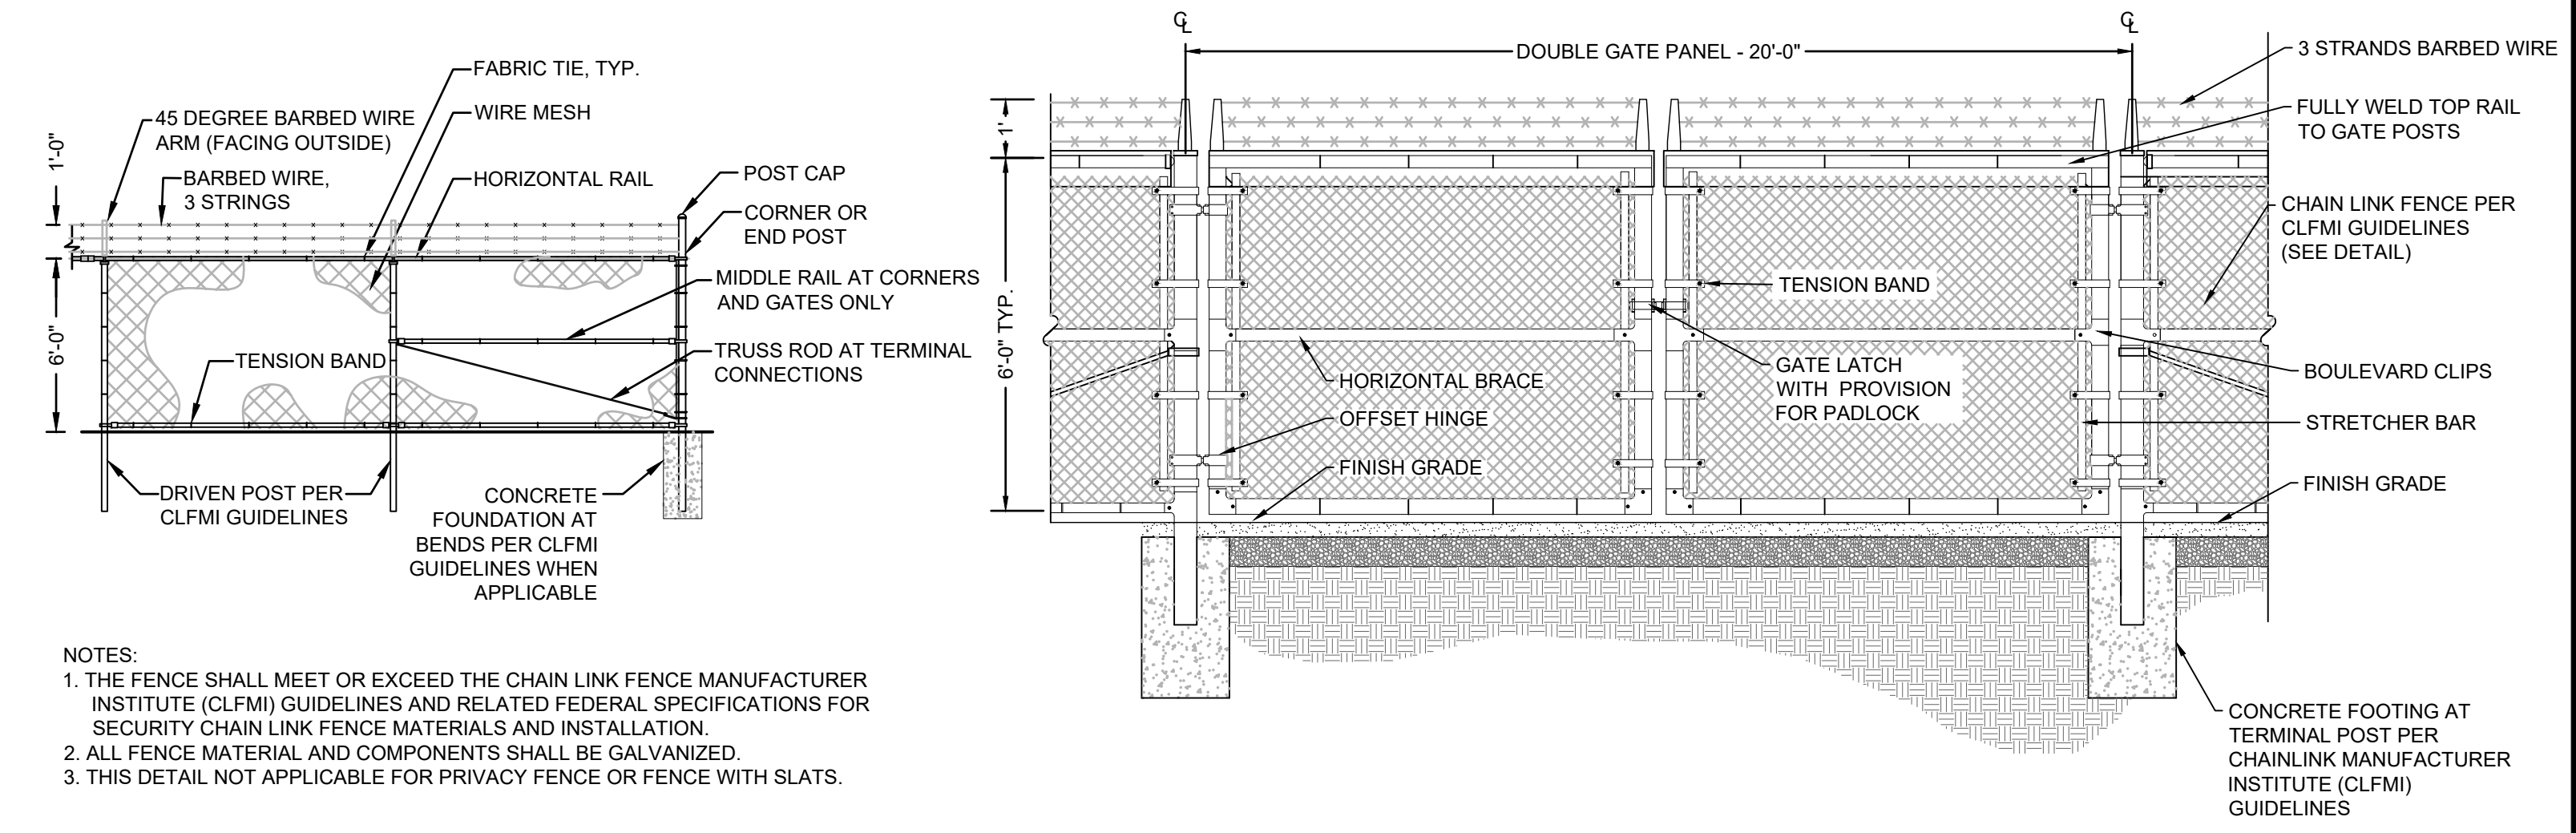 FABRIC TIE, TYP.
WIRE MESH
45 DEGREE BARBED WIRE
ARM (FACING OUTSIDE)
1'-0"
BARBED WIRE,
3 STRINGS
HORIZONTAL RAIL
POST CAP
CORNER OR
END POST
MIDDLE RAIL AT CORNERS
AND GATES ONLY
6'-0"
TENSION BAND
TRUSS ROD AT TERMINAL
CONNECTIONS
DRIVEN POST PER
CLFMI GUIDELINES
CONCRETE
FOUNDATION AT
BENDS PER CLFMI
GUIDELINES WHEN
APPLICABLE
NOTES:
1. THE FENCE SHALL MEET OR EXCEED THE CHAIN LINK FENCE MANUFACTURER
INSTITUTE (CLFMI) GUIDELINES AND RELATED FEDERAL SPECIFICATIONS FOR
SECURITY CHAIN LINK FENCE MATERIALS AND INSTALLATION.
2. ALL FENCE MATERIAL AND COMPONENTS SHALL BE GALVANIZED.
3. THIS DETAIL NOT APPLICABLE FOR PRIVACY FENCE OR FENCE WITH SLATS.
℄
℄
DOUBLE GATE PANEL - 20'-0"
3 STRANDS BARBED WIRE
1'
FULLY WELD TOP RAIL
TO GATE POSTS
CHAIN LINK FENCE PER
CLFMI GUIDELINES
(SEE DETAIL)
6'-0" TYP.
TENSION BAND
HORIZONTAL BRACE
GATE LATCH
WITH PROVISION
FOR PADLOCK
BOULEVARD CLIPS
OFFSET HINGE
STRETCHER BAR
FINISH GRADE
FINISH GRADE
CONCRETE FOOTING AT
TERMINAL POST PER
CHAINLINK MANUFACTURER
INSTITUTE (CLFMI)
GUIDELINES